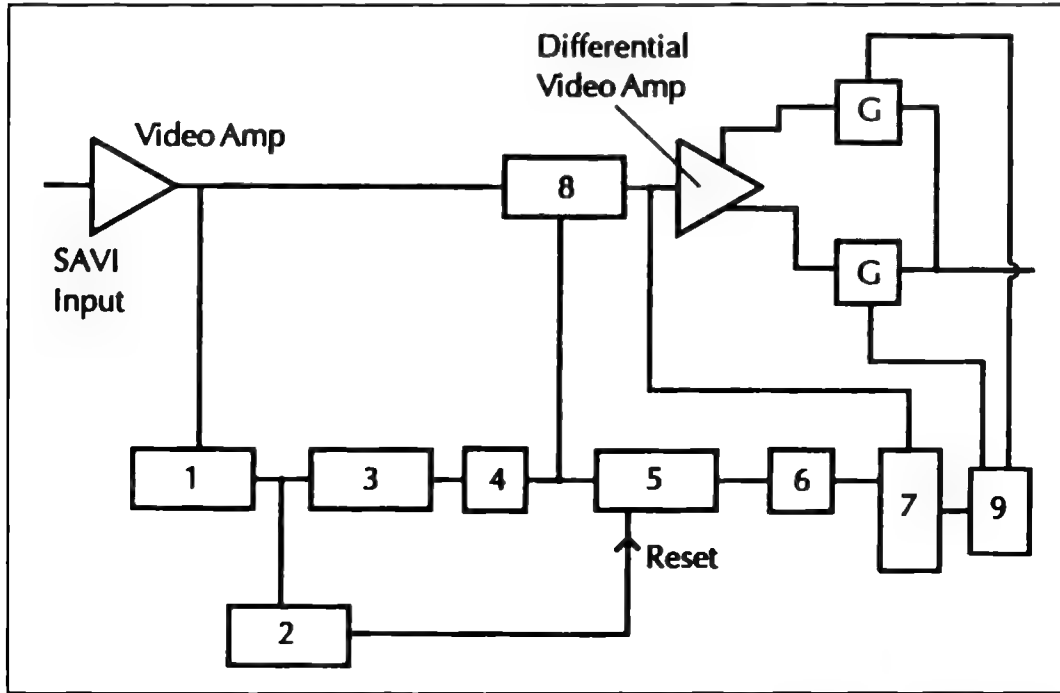 Differential
Video Amp
G
Video Amp
8
SAVI
Input
G
1
3
4
5
6
7
9
Reset
2